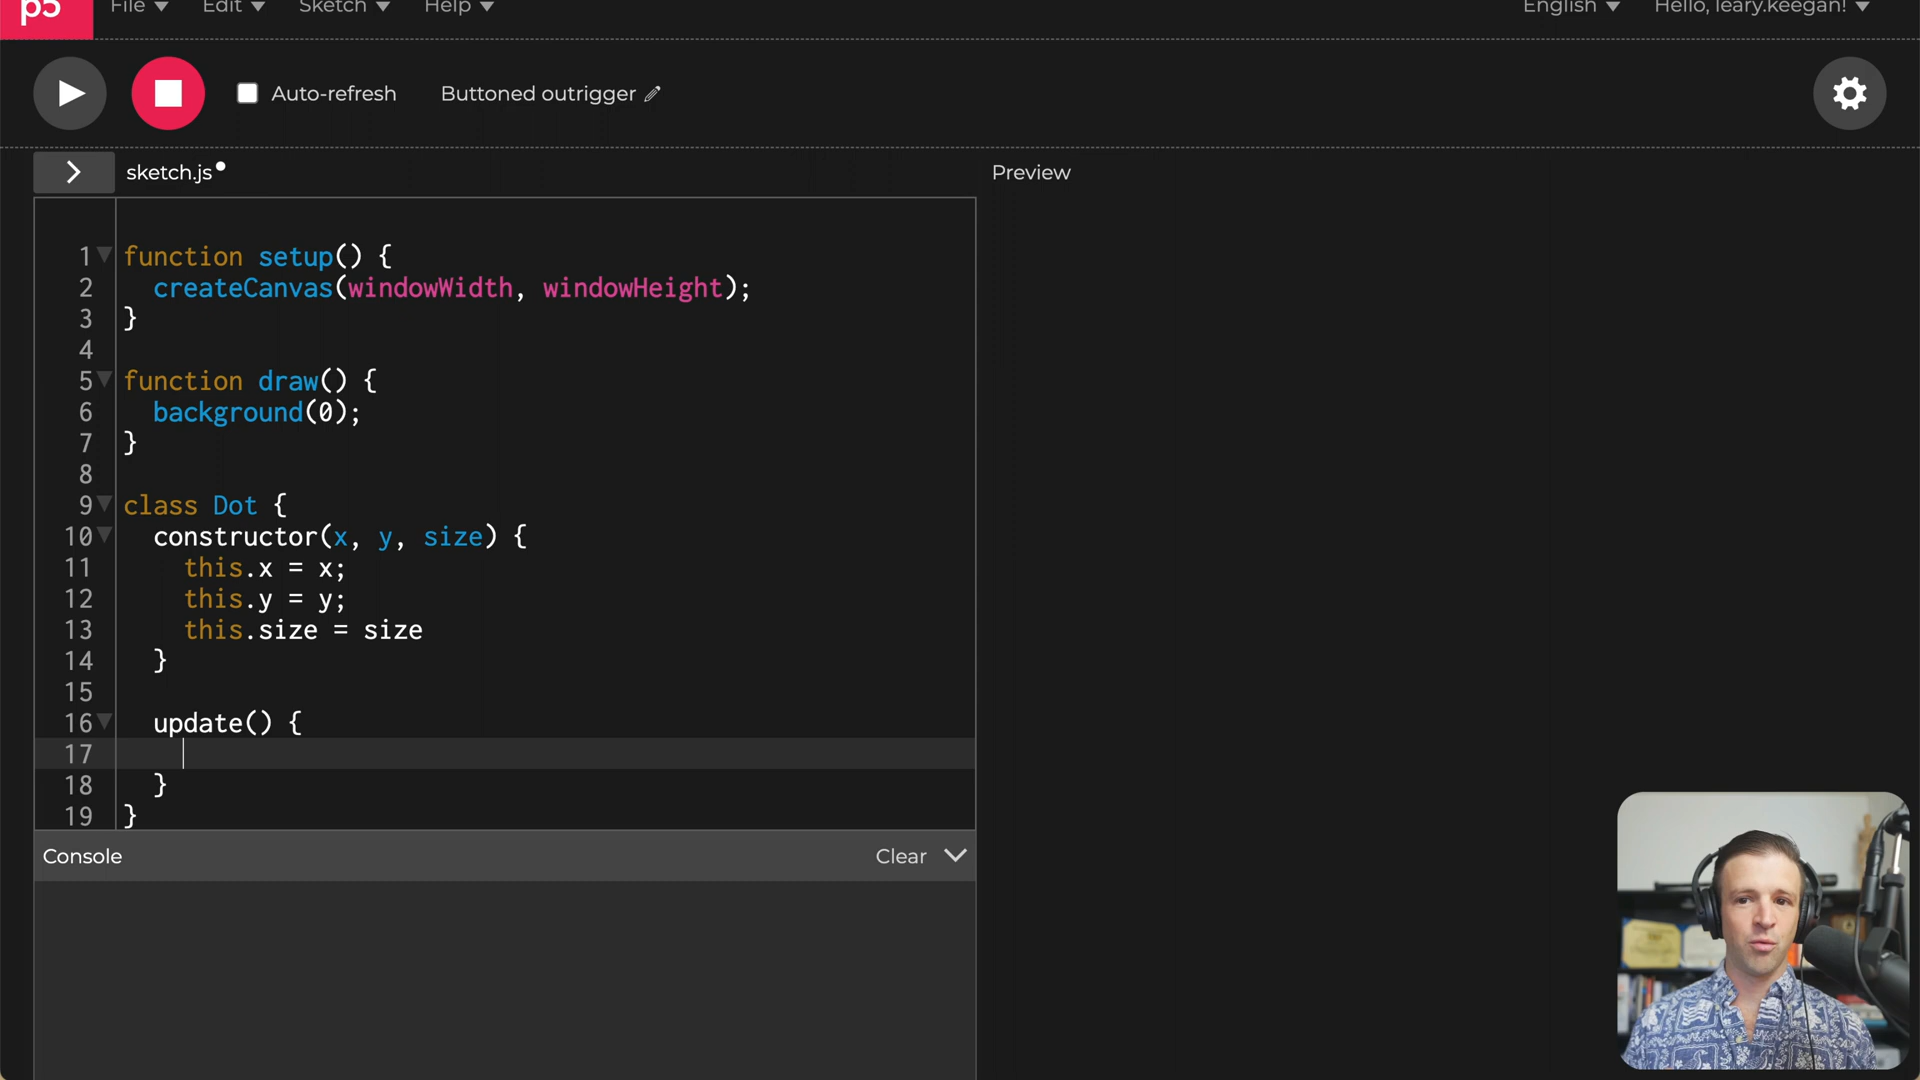 p5
File Edit Sketch Help English Hello, leary.keegan!
Auto-refresh Buttoned outrigger
sketch.js Preview
1 function setup() {
2 createCanvas(windowWidth, windowHeight);
3 }
4
5 function draw() {
6 background(0);
7 }
8
9 class Dot {
10 constructor(x, y, size) {
11 this.x = x;
12 this.y = y;
13 this.size = size
14 }
15
16 update() {
17
18 }
19 }
Console Clear